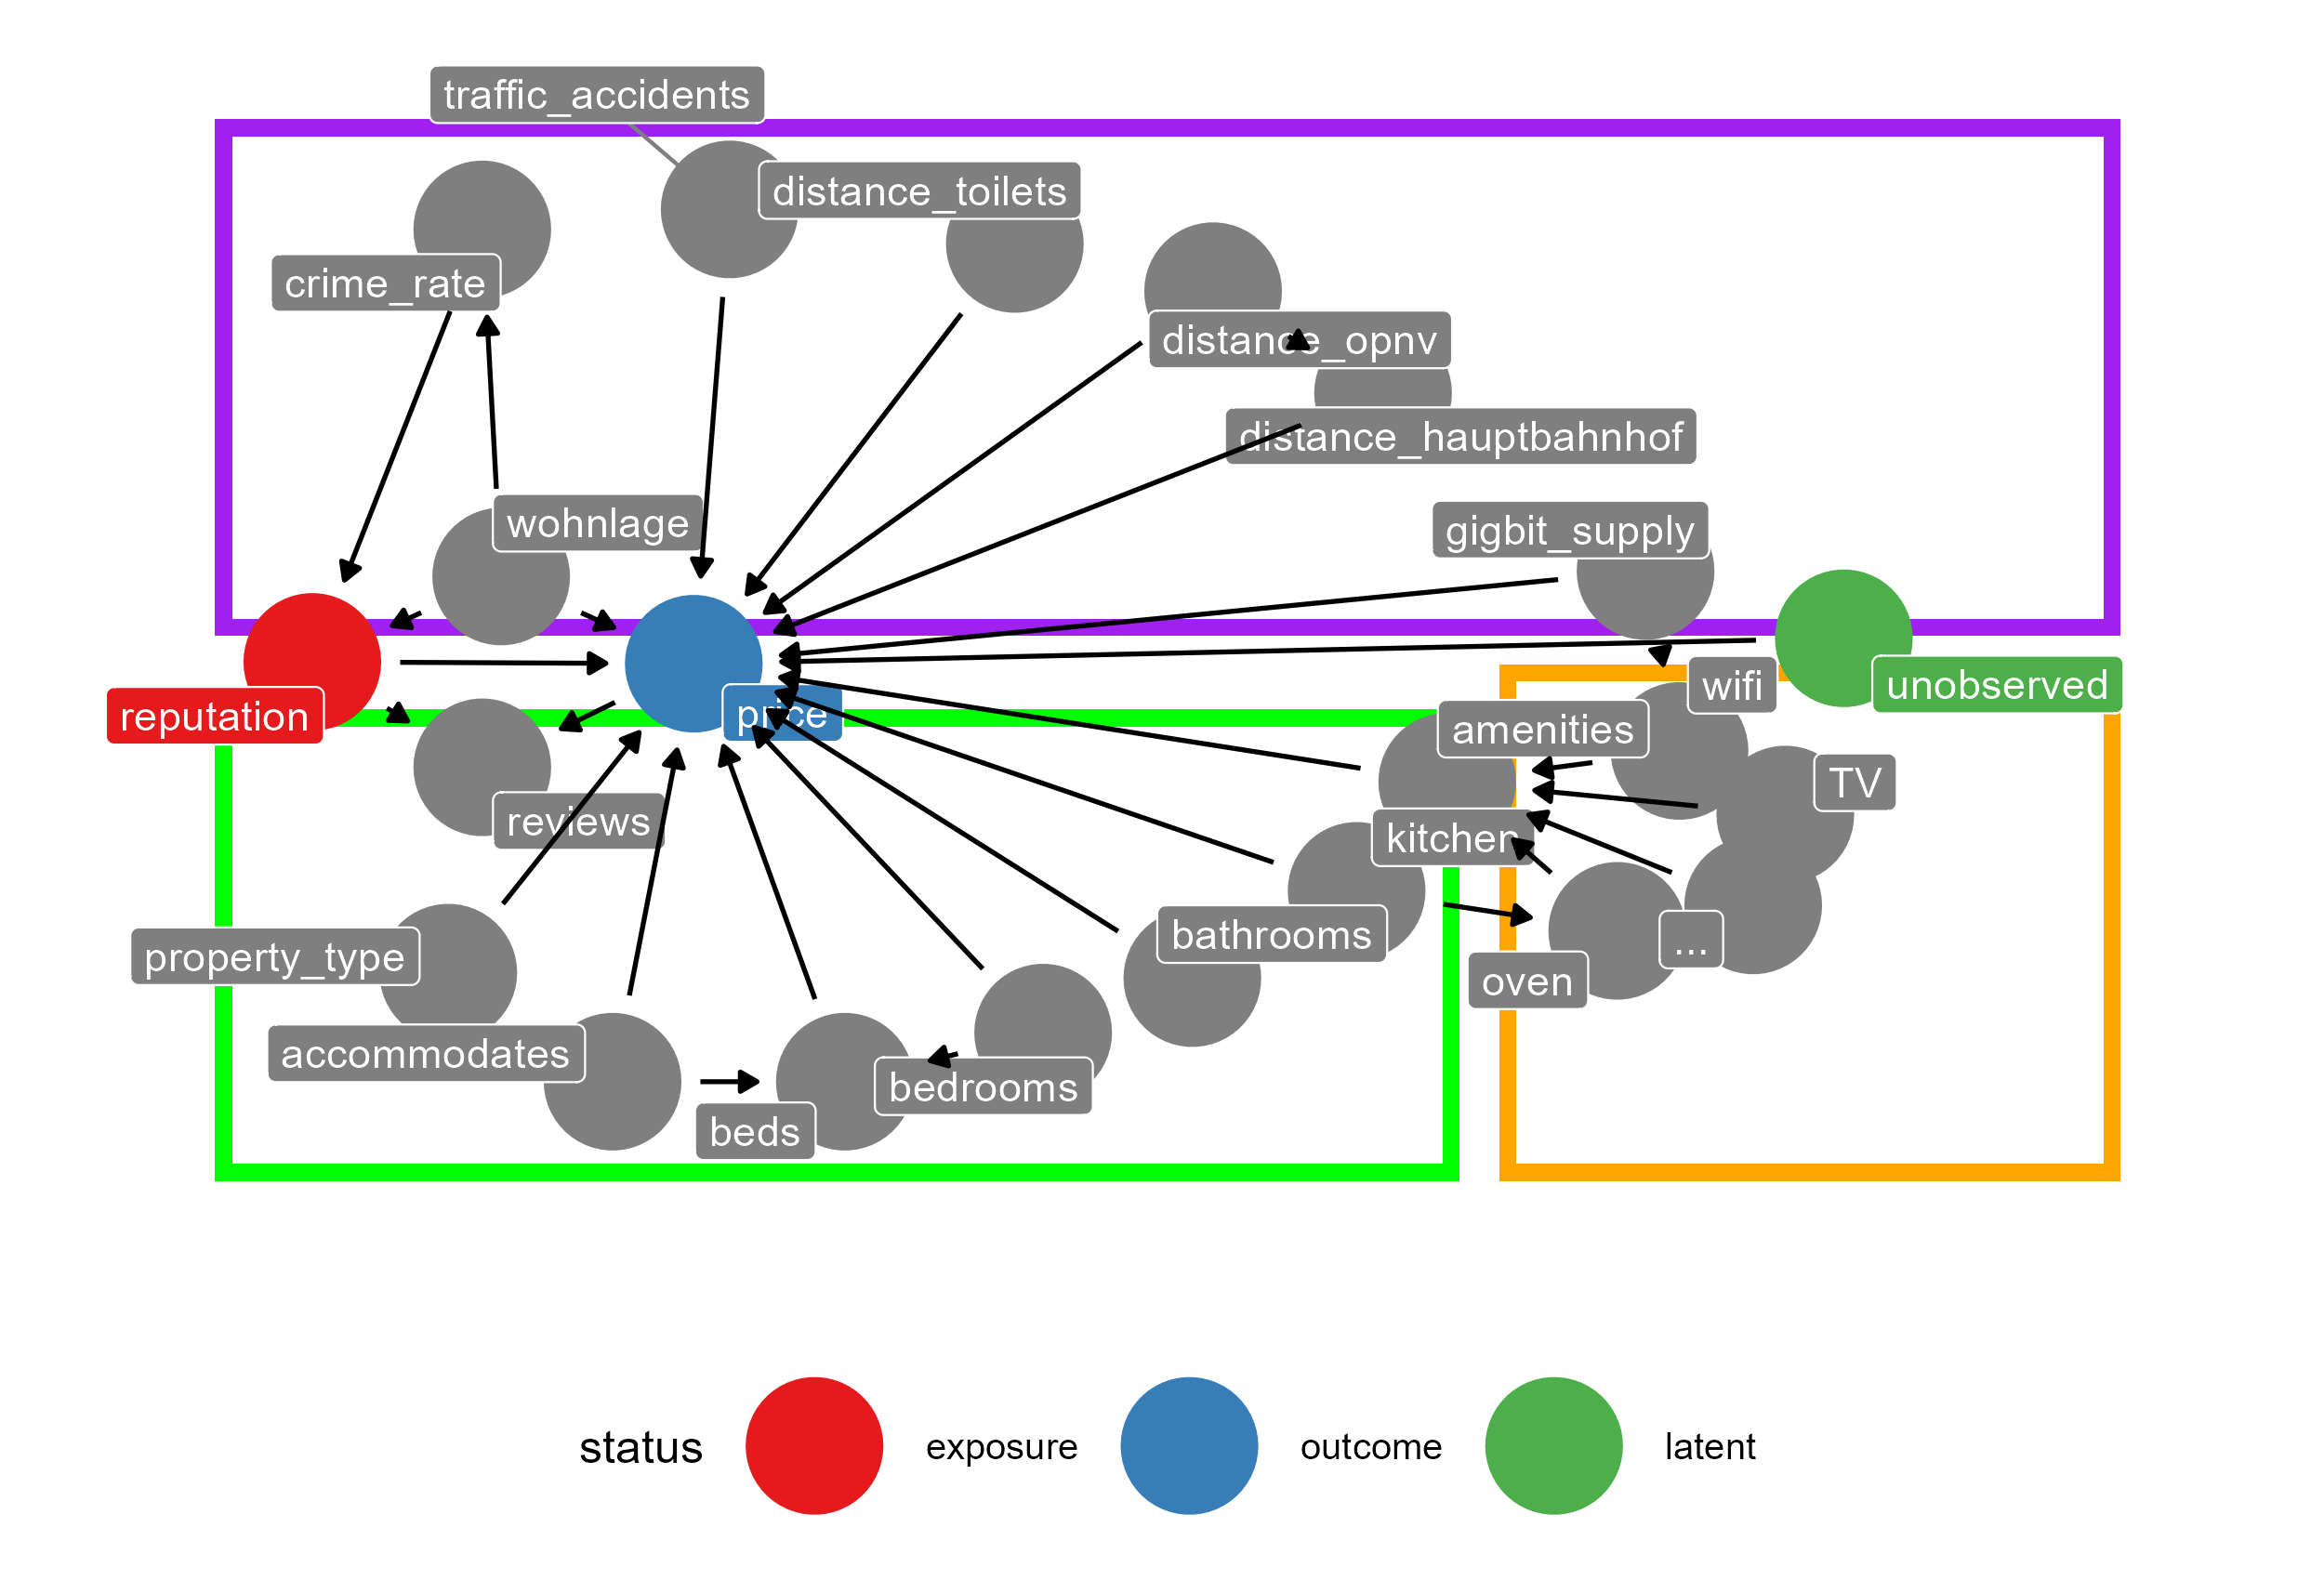 traffic_accidents
distance_toilets
crime_rate
distance_opnv
distance_hauptbahnhof
wohnlage
gigbit_supply
wifi
unobserved
reputation
price
amenities
TV
reviews
kitchen
bathrooms
...
property_type
oven
accommodates
bedrooms
beds
status exposure outcome latent